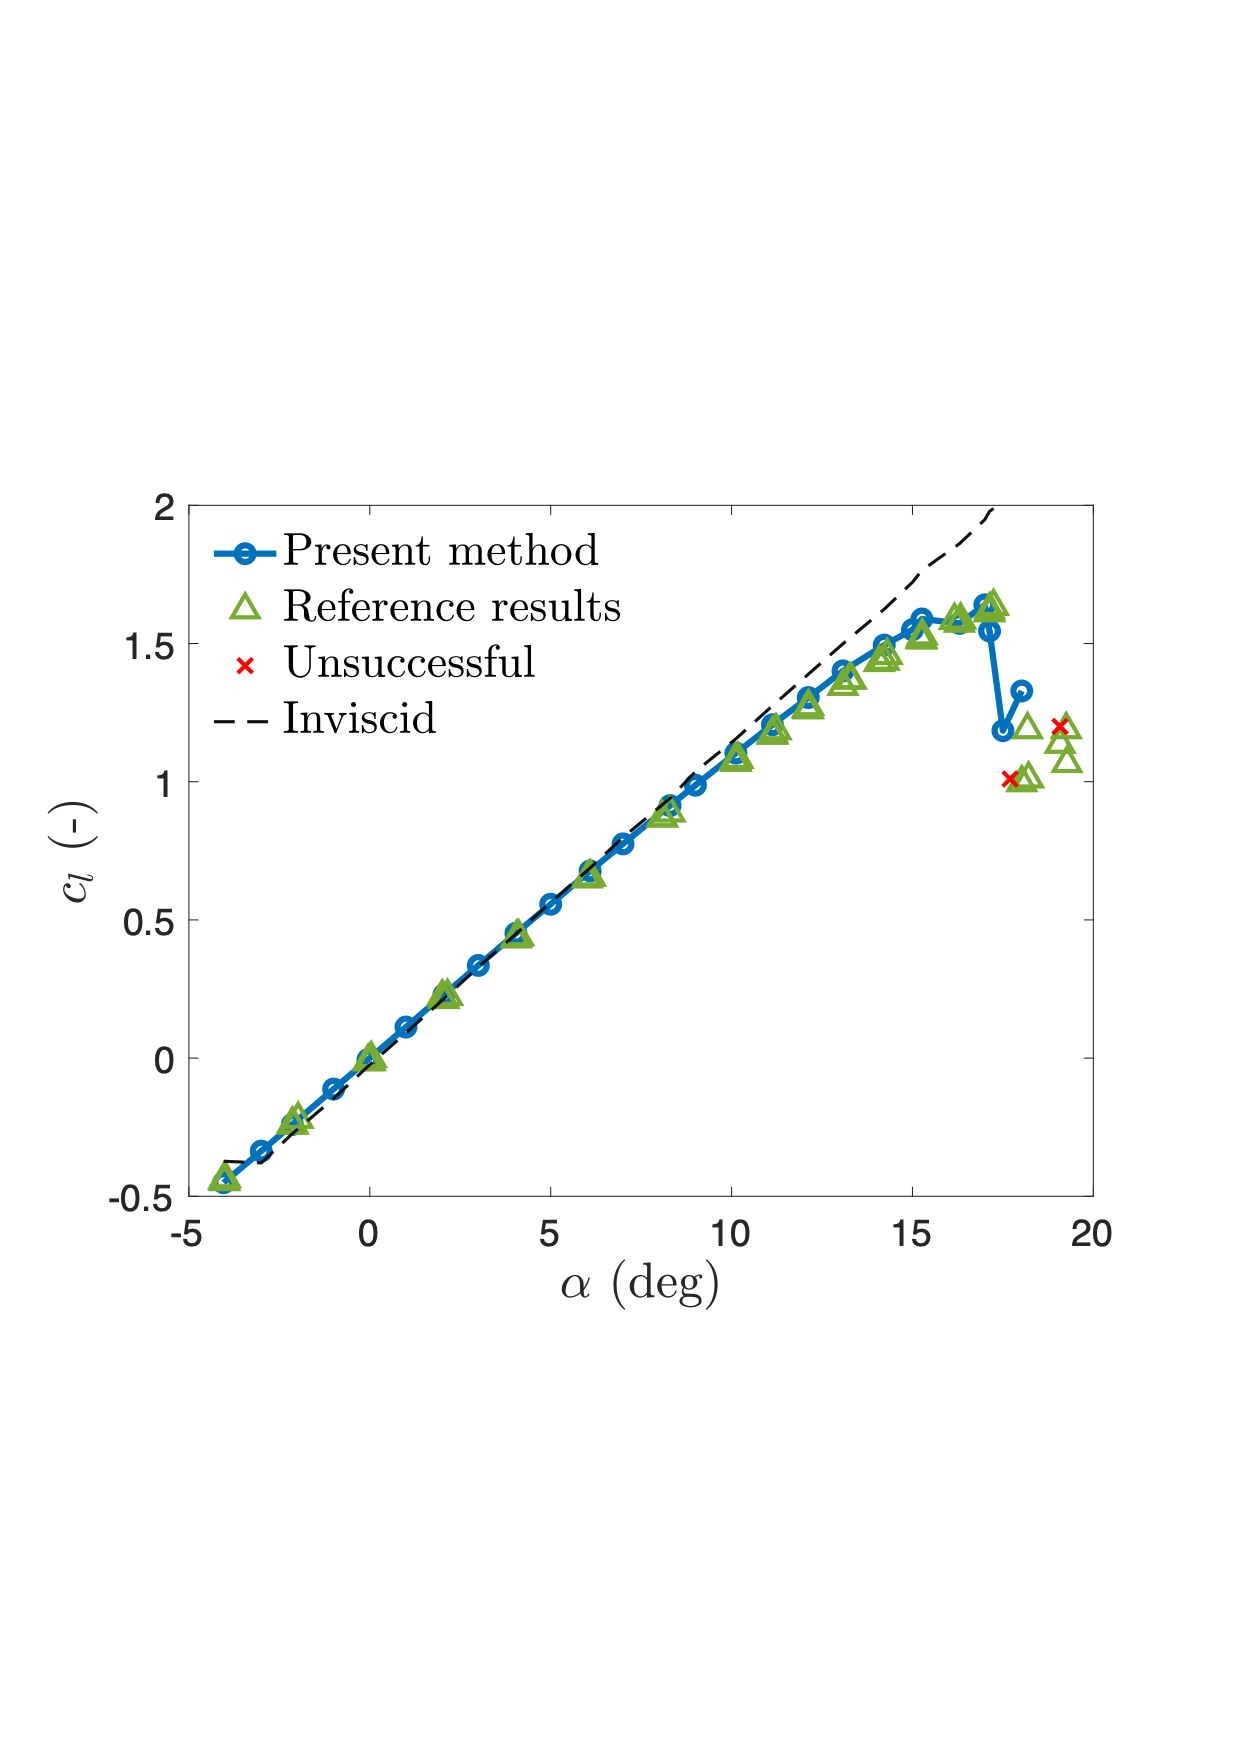 2
1.5
1
0.5
0
-0.5
c_l (-)
Present method
Reference results
Unsuccessful
Inviscid
-5 0 5 10 15 20
α (deg)